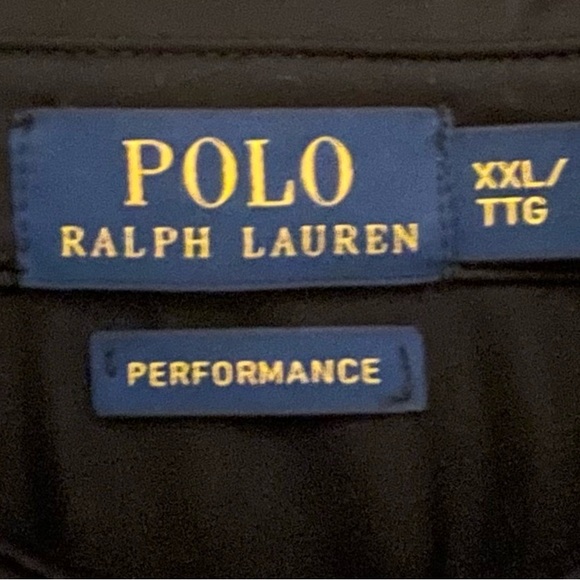 POLO
RALPH LAUREN
XXL/
TTG
PERFORMANCE